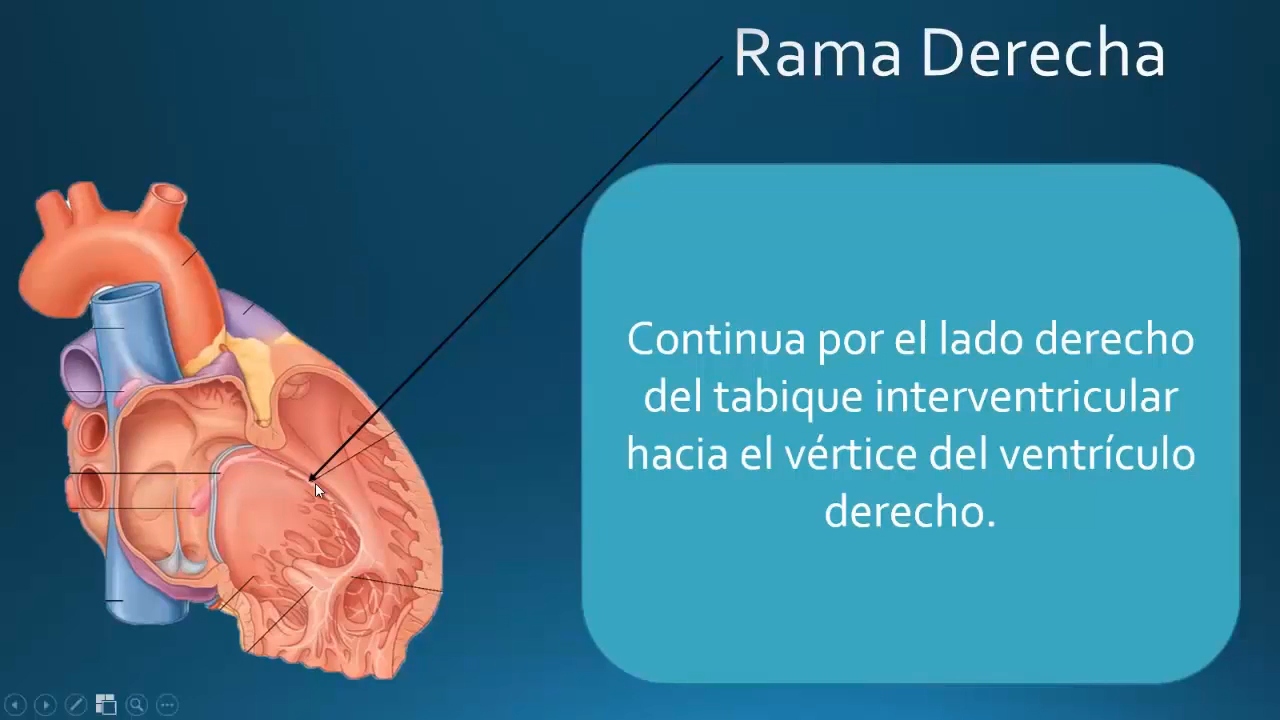 Rama Derecha
Continua por el lado derecho
del tabique interventricular
hacia el vértice del ventrículo
derecho.